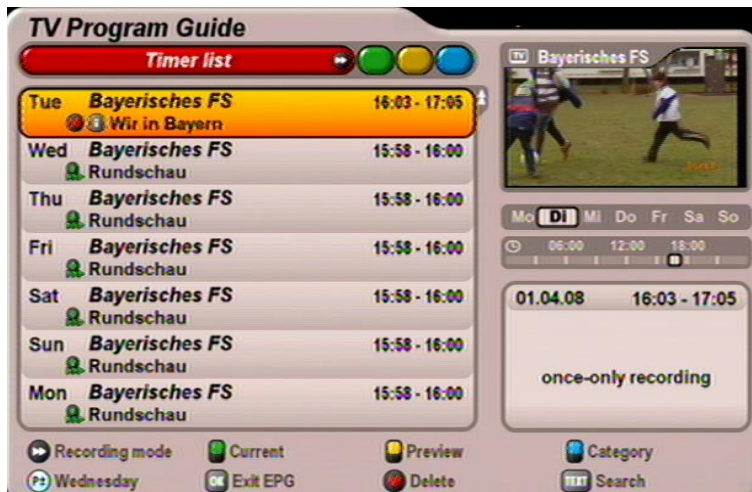 TV Program Guide
Timer list
TV Bayerisches FS
Tue Bayerisches FS 16:03 - 17:05
Wir in Bayern
Wed Bayerisches FS 15:58 - 16:00
Rundschau
Thu Bayerisches FS 15:58 - 16:00
Rundschau
Fri Bayerisches FS 15:58 - 16:00
Rundschau
Sat Bayerisches FS 15:58 - 16:00
Rundschau
Sun Bayerisches FS 15:58 - 16:00
Rundschau
Mon Bayerisches FS 15:58 - 16:00
Rundschau
Mo Di Mi Do Fr Sa So
06:00 12:00 18:00
01.04.08 16:03 - 17:05
once-only recording
Recording mode Current Preview Category
P± Wednesday OK Exit EPG Delete TEXT Search